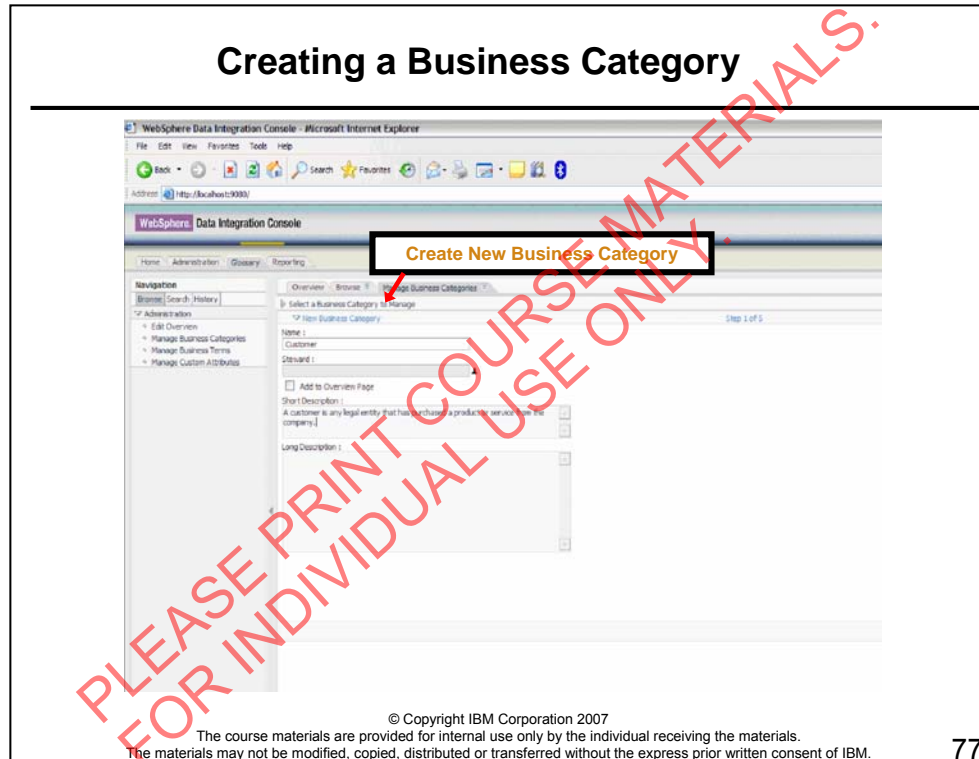 Creating a Business Category
WebSphere Data Integration Console - Microsoft Internet Explorer
File Edit View Favorites Tools Help
Back Search Favorites
Address http://localhost:9080/
WebSphere. Data Integration Console
Create New Business Category
Home Administration Glossary Reporting
Navigation
Browse Search History
Administration
Edit Overview
Manage Business Categories
Manage Business Terms
Manage Custom Attributes
Overview Browse Manage Business Categories
Select a Business Category to Manage
New Business Category Step 1 of 5
Name :
Customer
Steward :
Add to Overview Page
Short Description :
A customer is any legal entity that has purchased a product or service from the
company.
Long Description :
PLEASE PRINT COURSE MATERIALS.
FOR INDIVIDUAL USE ONLY.
© Copyright IBM Corporation 2007
The course materials are provided for internal use only by the individual receiving the materials.
The materials may not be modified, copied, distributed or transferred without the express prior written consent of IBM.
77